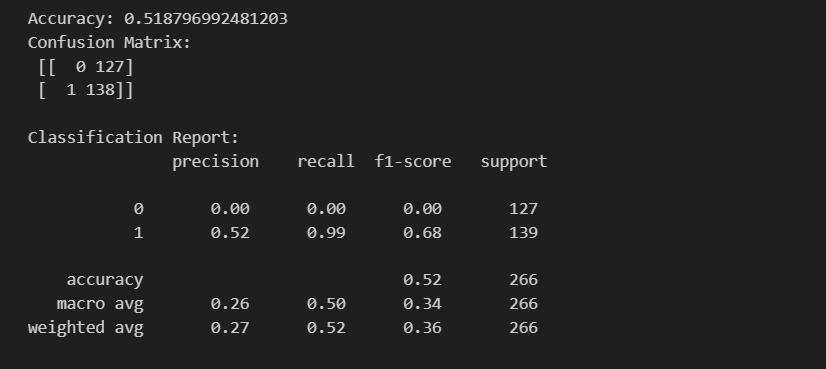 Accuracy: 0.518796992481203
Confusion Matrix:
[[  0 127]
[  1 138]]
Classification Report:
precision recall f1-score support
0 0.00 0.00 0.00 127
1 0.52 0.99 0.68 139
accuracy 0.52 266
macro avg 0.26 0.50 0.34 266
weighted avg 0.27 0.52 0.36 266